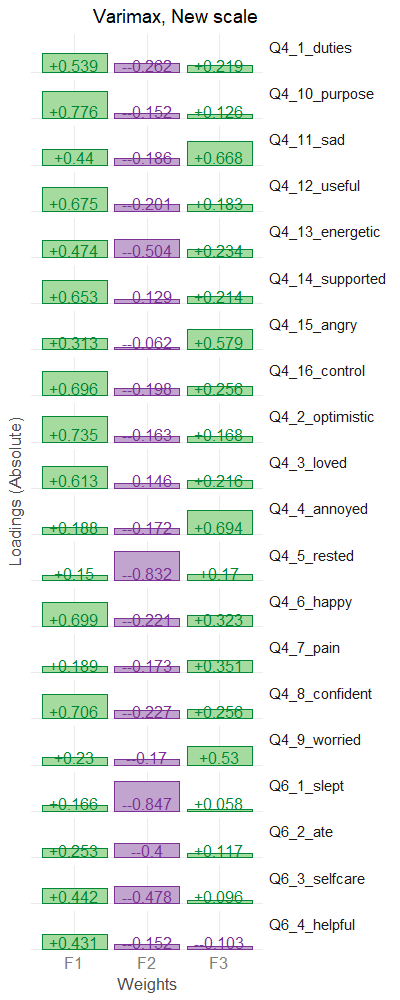 Varimax, New scale
Q4_1_duties
+0.539 --0.262 +0.219
Q4_10_purpose
+0.776 --0.152 +0.126
Q4_11_sad
+0.44 --0.186 +0.668
Q4_12_useful
+0.675 --0.201 +0.183
Q4_13_energetic
+0.474 --0.504 +0.234
Q4_14_supported
+0.653 --0.129 +0.214
Q4_15_angry
+0.313 --0.062 +0.579
Q4_16_control
+0.696 --0.198 +0.256
Q4_2_optimistic
+0.735 --0.163 +0.168
Q4_3_loved
+0.613 --0.146 +0.216
Q4_4_annoyed
+0.188 --0.172 +0.694
Q4_5_rested
+0.15 --0.832 +0.17
Q4_6_happy
+0.699 --0.221 +0.323
Q4_7_pain
+0.189 --0.173 +0.351
Q4_8_confident
+0.706 --0.227 +0.256
Q4_9_worried
+0.23 --0.17 +0.53
Q6_1_slept
+0.166 --0.847 +0.058
Q6_2_ate
+0.253 --0.4 +0.117
Q6_3_selfcare
+0.442 --0.478 +0.096
Q6_4_helpful
+0.431 --0.152 --0.103
F1 F2 F3
Weights
Loadings (Absolute)